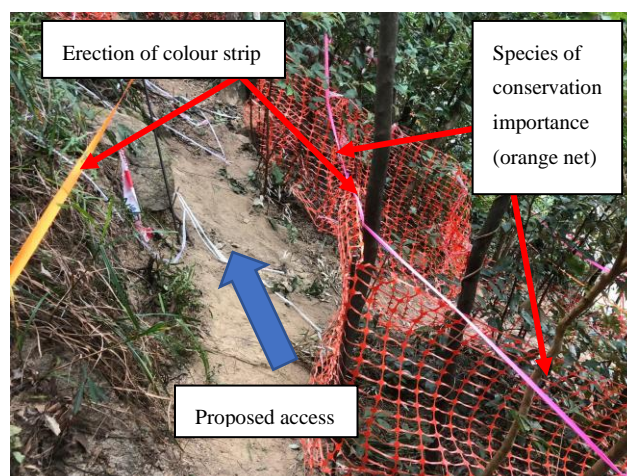 Erection of colour strip
Species of
conservation
importance
(orange net)
Proposed access